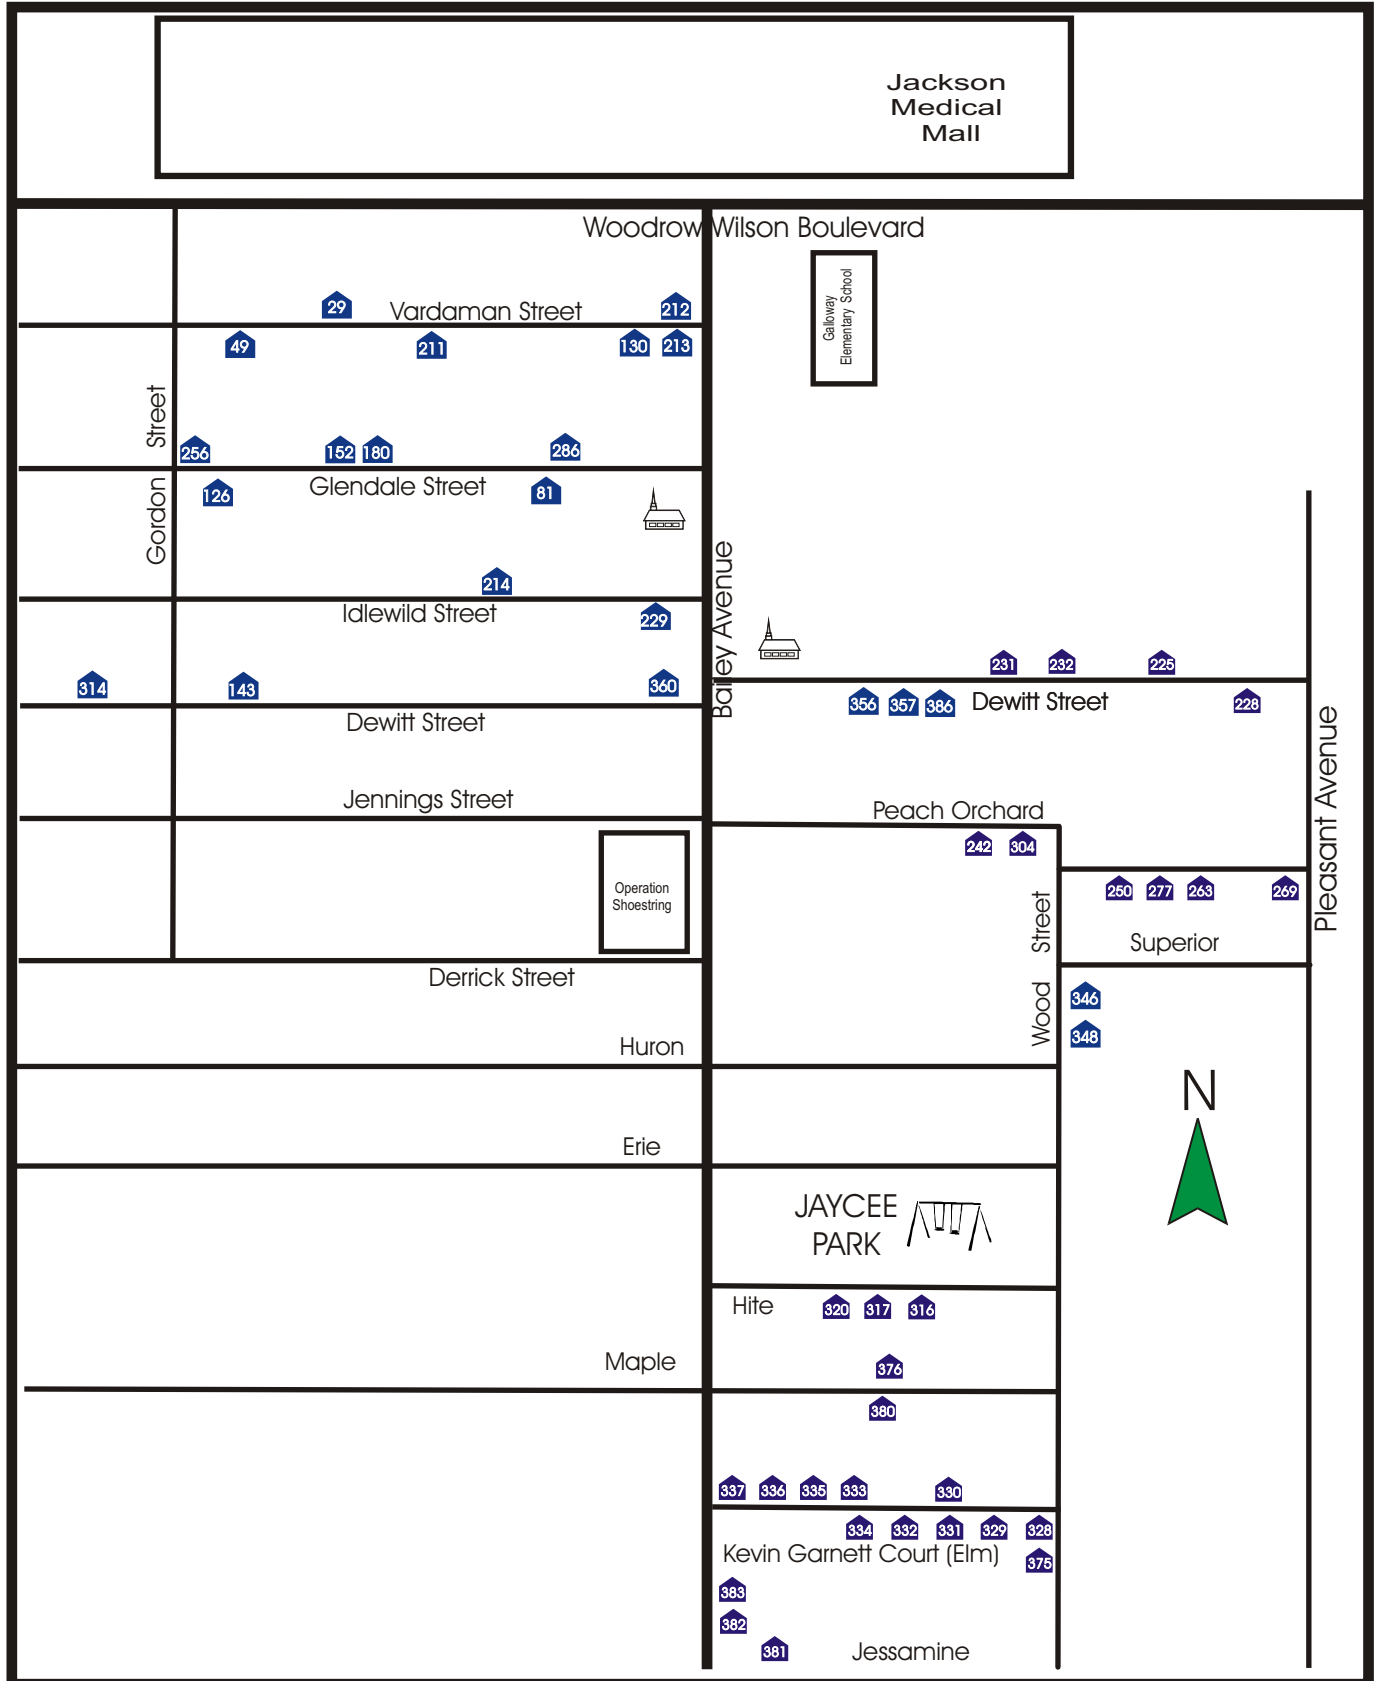 Jackson
Medical
Mall
Woodrow Wilson Boulevard
Galloway
Elementary School
29
Vardaman Street
212
49
211
130
213
Street
256
152
180
286
Gordon
126
Glendale Street
81
214
Idlewild Street
229
Bailey Avenue
231
232
225
314
143
360
356
357
386
Dewitt Street
228
Dewitt Street
Pleasant Avenue
Jennings Street
Peach Orchard
242
304
Operation
Shoestring
250
277
263
269
Street
Superior
Derrick Street
Wood
346
348
Huron
N
Erie
JAYCEE
PARK
Hite
320
317
316
Maple
376
380
337
336
335
333
330
334
332
331
329
328
Kevin Garnett Court (Elm)
375
383
382
381
Jessamine